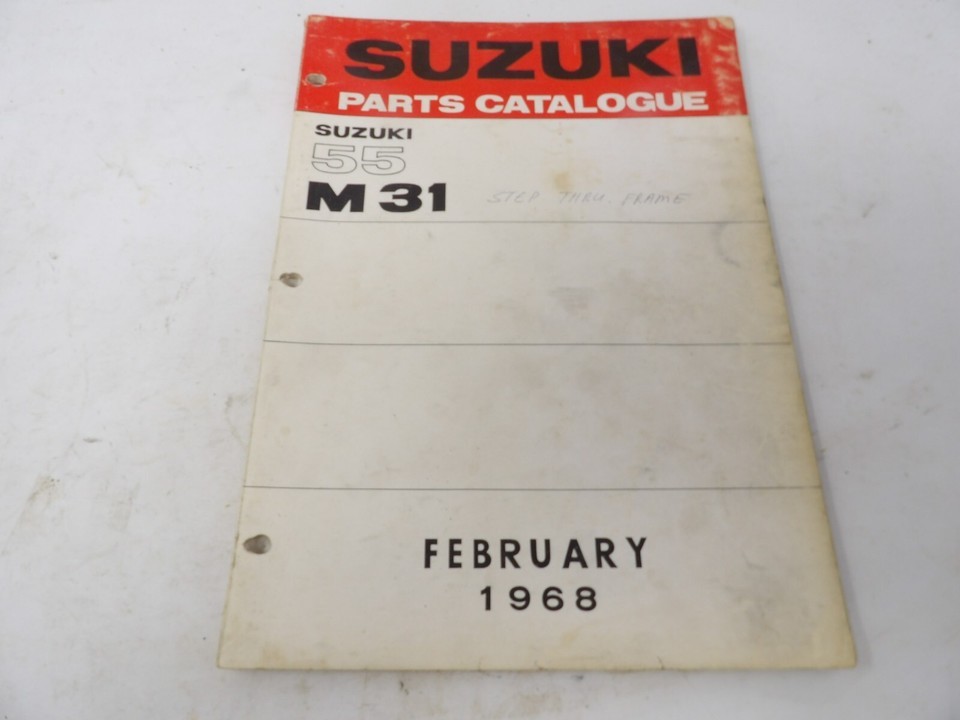 SUZUKI
PARTS CATALOGUE
SUZUKI
55
M 31
STEP THRU. FRAME
FEBRUARY
1968